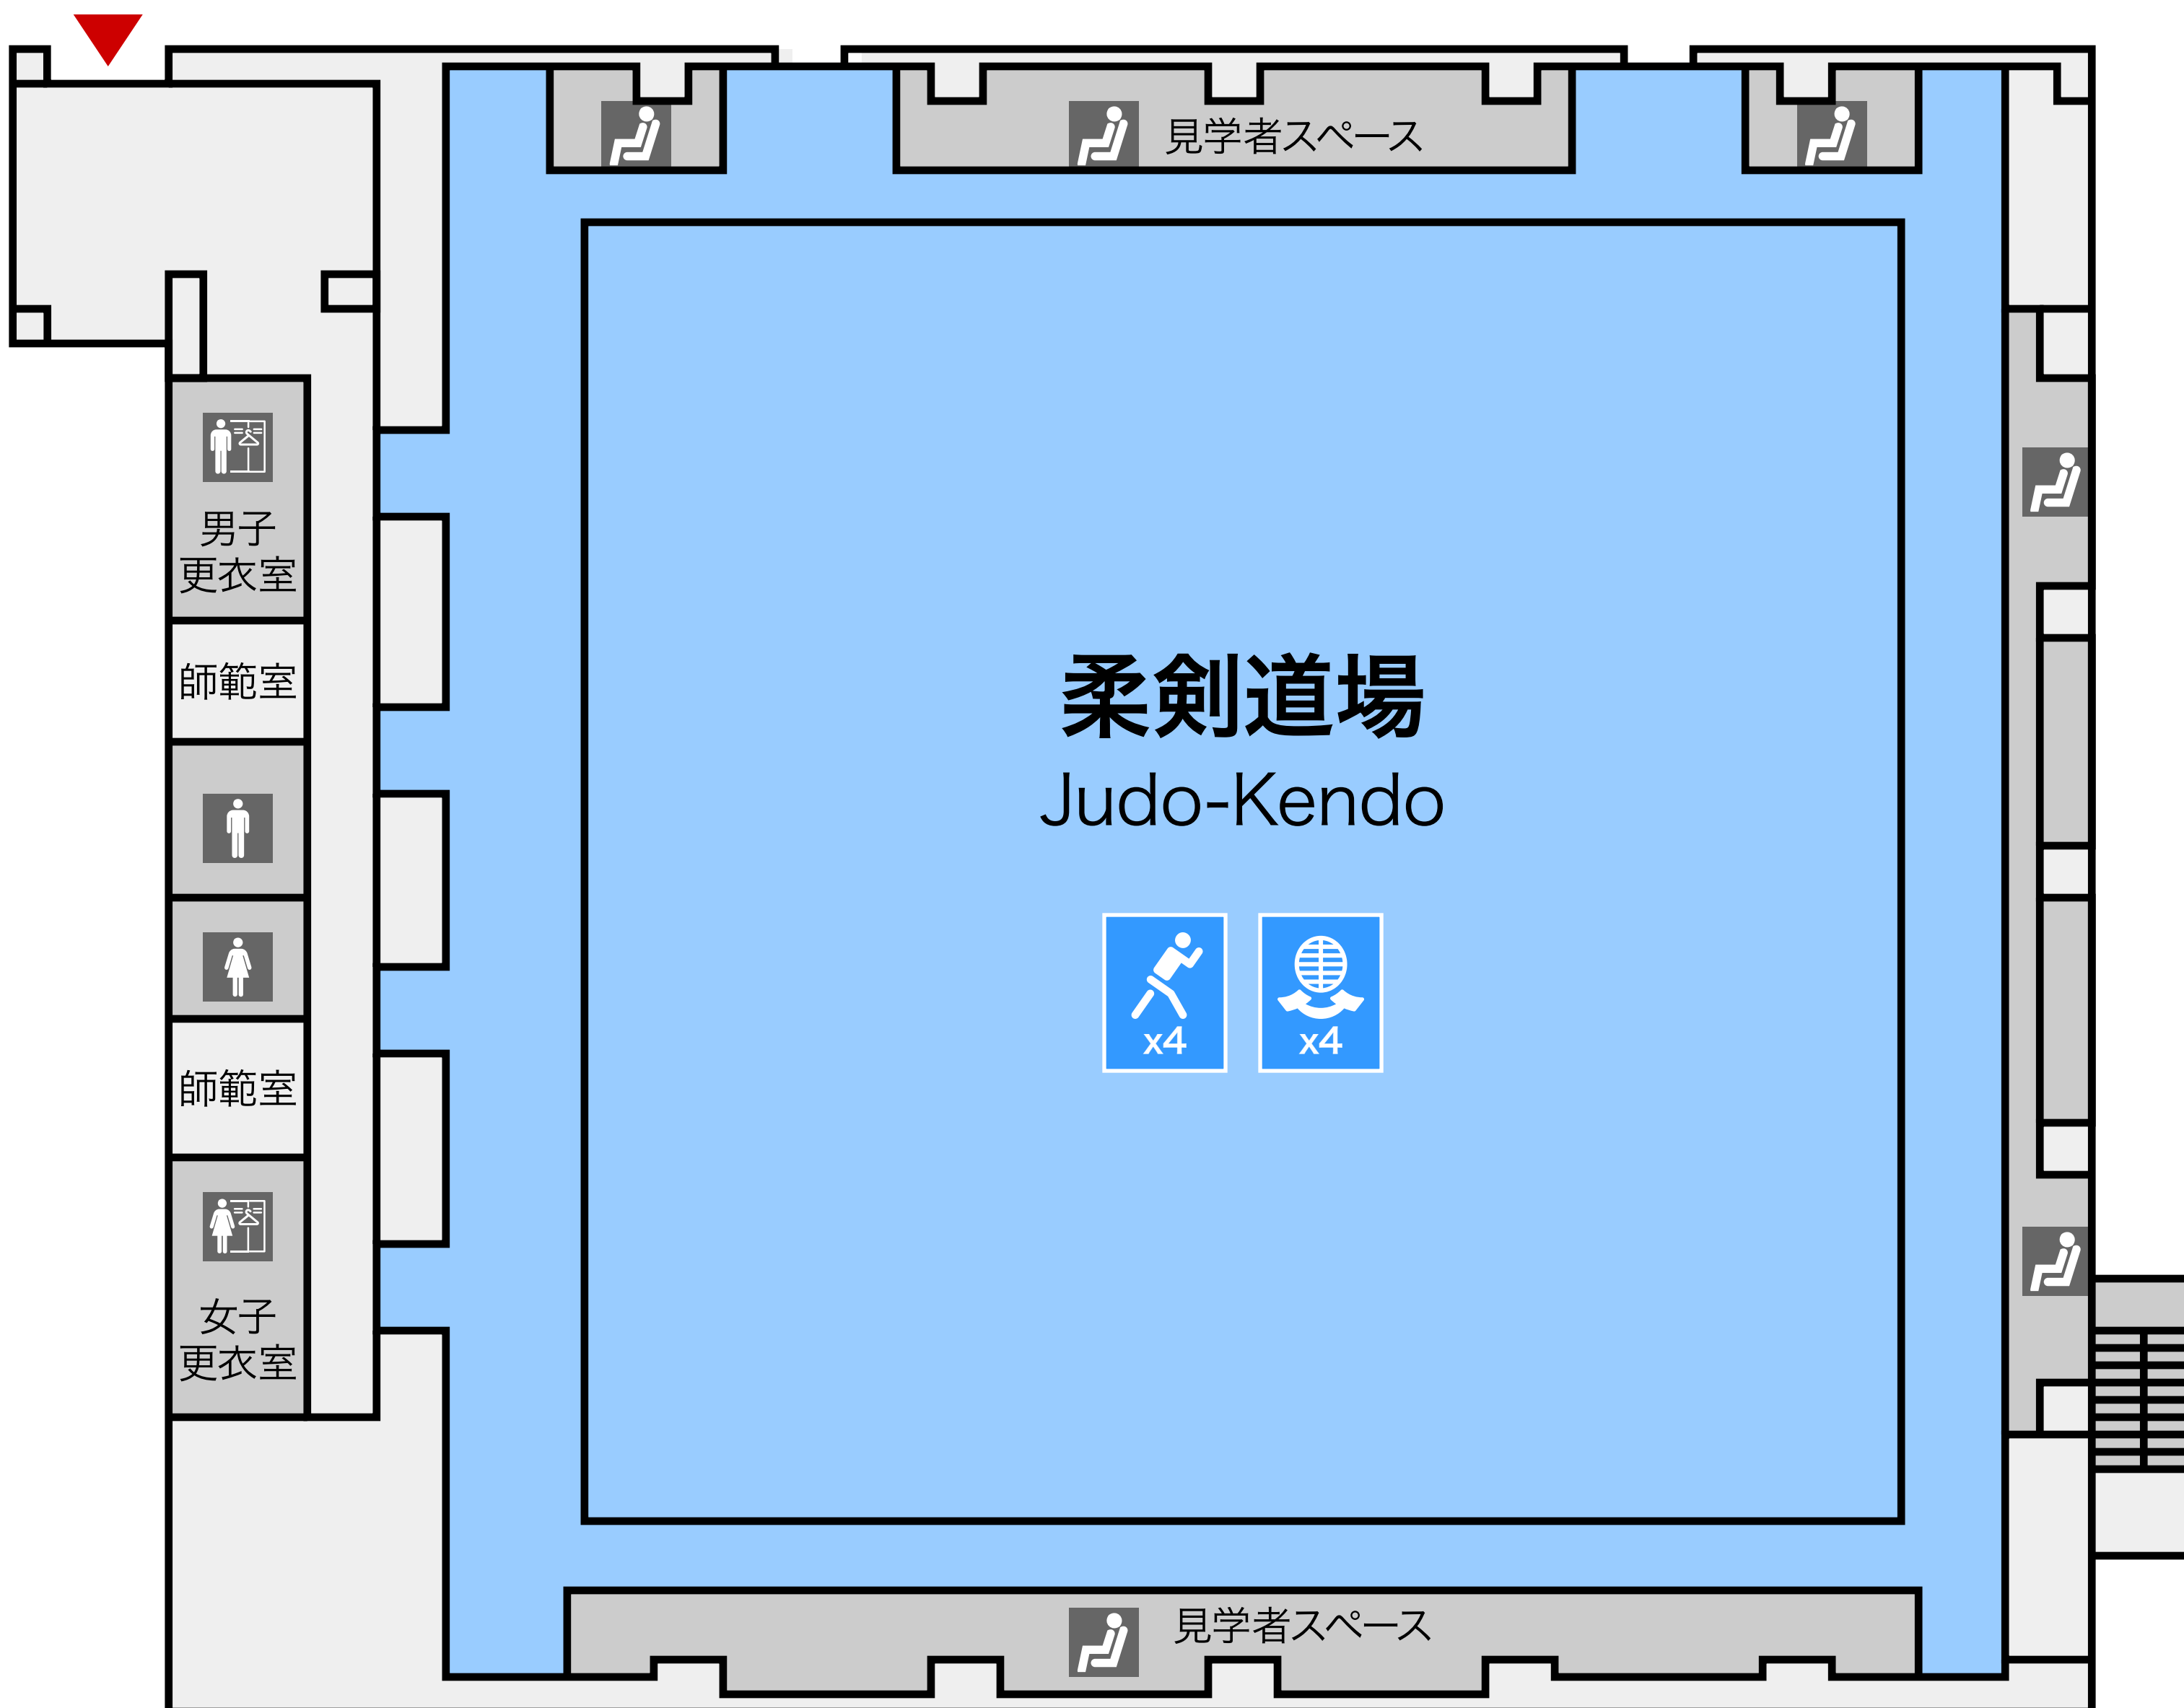 見学者スペース
男子
更衣室
師範室
柔剣道場
Judo-Kendo
x4 x4
師範室
女子
更衣室
見学者スペース